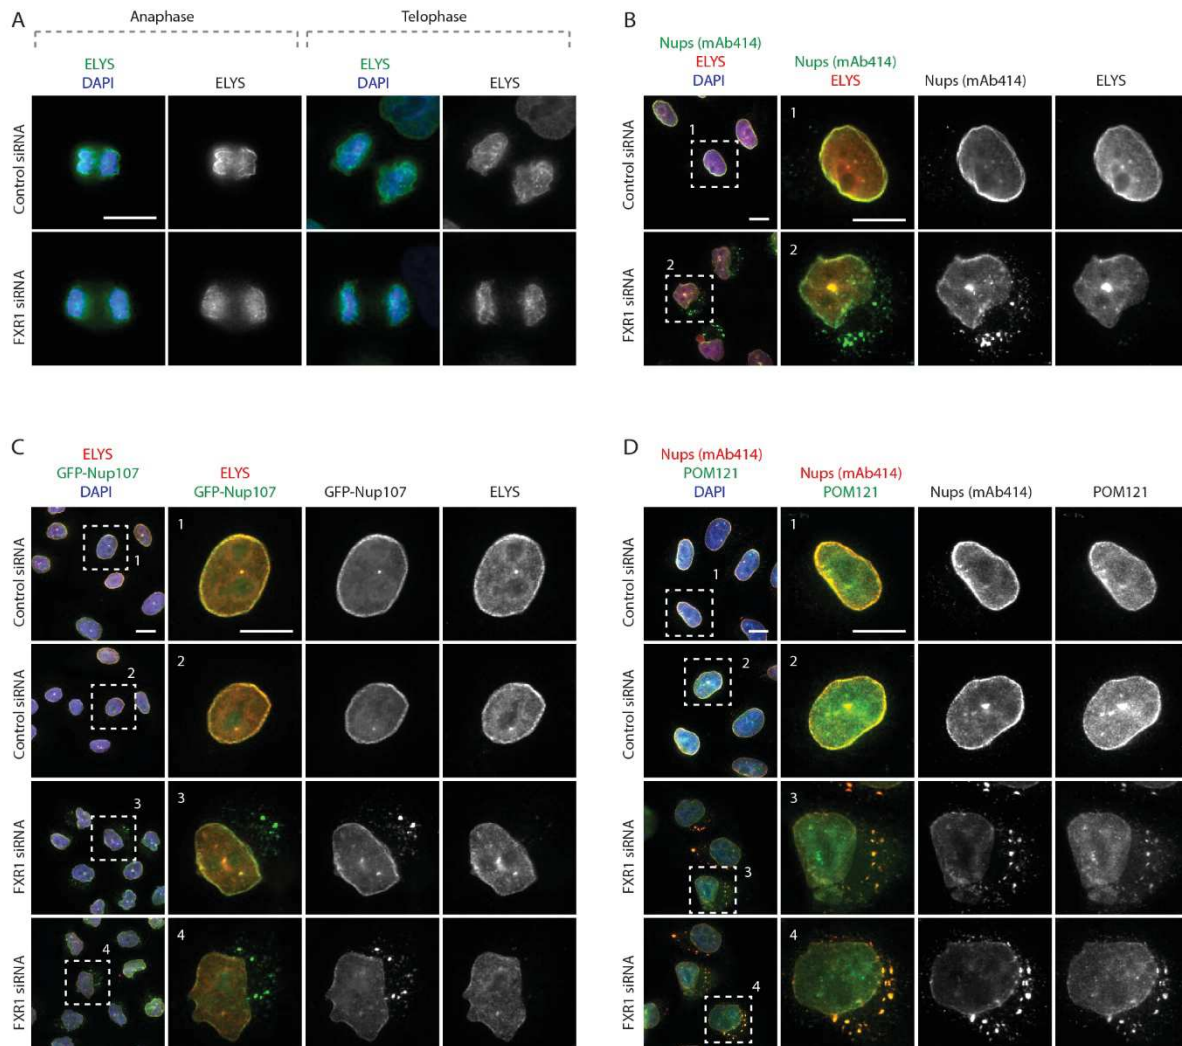 A
Anaphase
Telophase
ELYS
DAPI
ELYS
ELYS
DAPI
ELYS
Control siRNA
FXR1 siRNA
B
Nups (mAb414)
ELYS
DAPI
Nups (mAb414)
ELYS
Nups (mAb414)
ELYS
Control siRNA
1
1
FXR1 siRNA
2
2
C
ELYS
GFP-Nup107
DAPI
ELYS
GFP-Nup107
GFP-Nup107
ELYS
Control siRNA
1
1
Control siRNA
2
2
FXR1 siRNA
3
3
FXR1 siRNA
4
4
D
Nups (mAb414)
POM121
DAPI
Nups (mAb414)
POM121
Nups (mAb414)
POM121
Control siRNA
1
1
Control siRNA
2
2
FXR1 siRNA
3
3
FXR1 siRNA
4
4